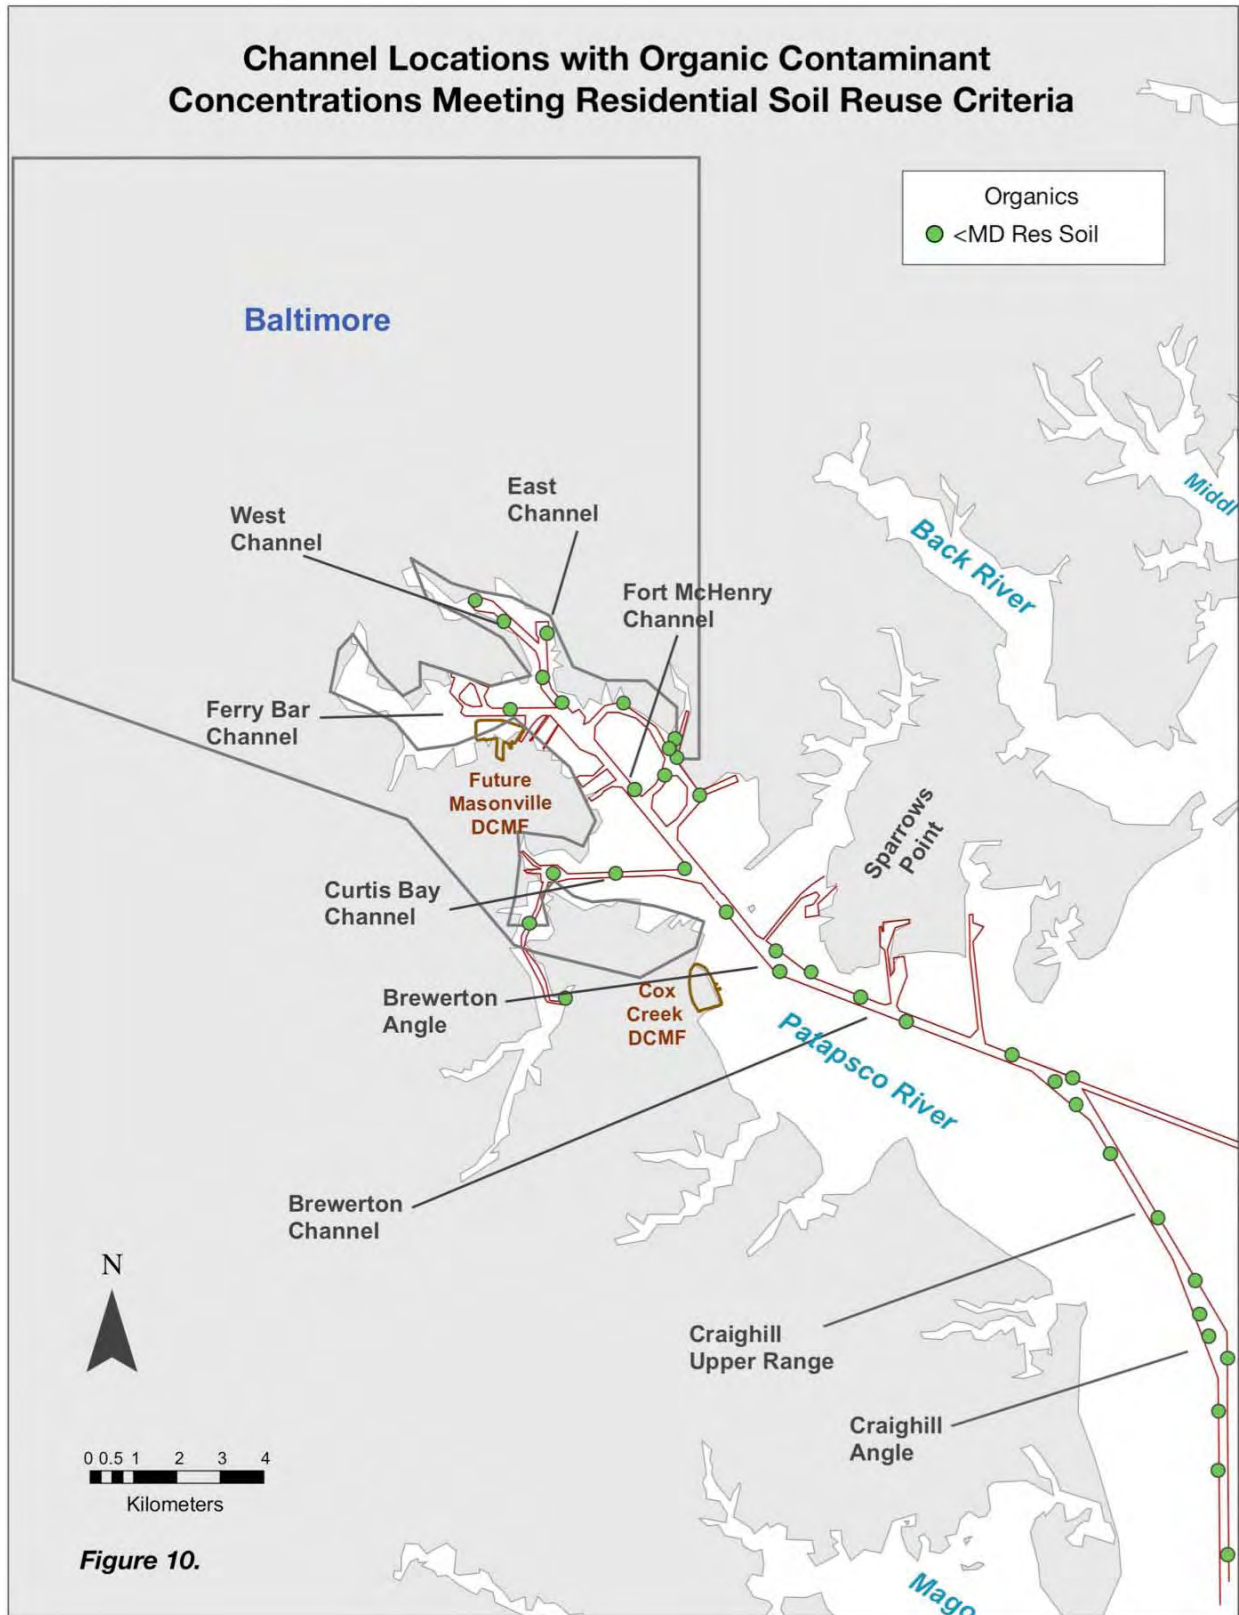 Channel Locations with Organic Contaminant
Concentrations Meeting Residential Soil Reuse Criteria
Organics
<MD Res Soil
Baltimore
Middl
Back River
East
Channel
West
Channel
Fort McHenry
Channel
Ferry Bar
Channel
Future
Masonville
DCMF
Sparrows
Point
Curtis Bay
Channel
Brewerton
Angle
Cox
Creek
DCMF
Patapsco River
Brewerton
Channel
N
Craighill
Upper Range
Craighill
Angle
0 0.5 1 2 3 4
Kilometers
Figure 10.
Mago